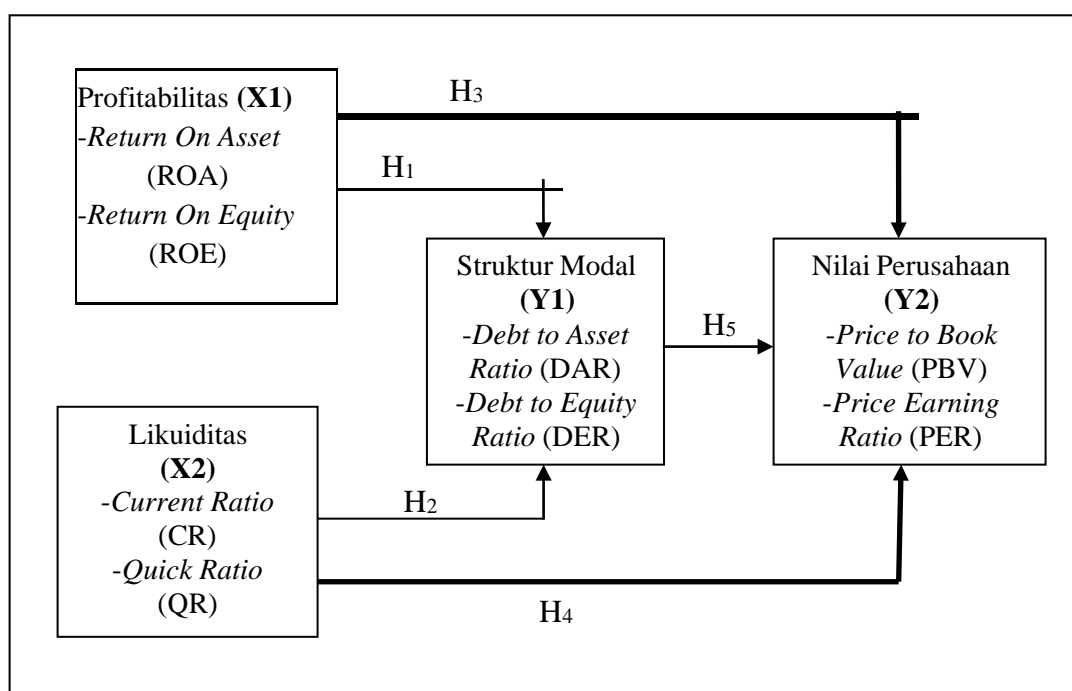 Profitabilitas (X1)
-Return On Asset
(ROA)
-Return On Equity
(ROE)
H3
H1
Struktur Modal
(Y1)
-Debt to Asset
Ratio (DAR)
-Debt to Equity
Ratio (DER)
H5
Nilai Perusahaan
(Y2)
-Price to Book
Value (PBV)
-Price Earning
Ratio (PER)
Likuiditas
(X2)
-Current Ratio
(CR)
-Quick Ratio
(QR)
H2
H4